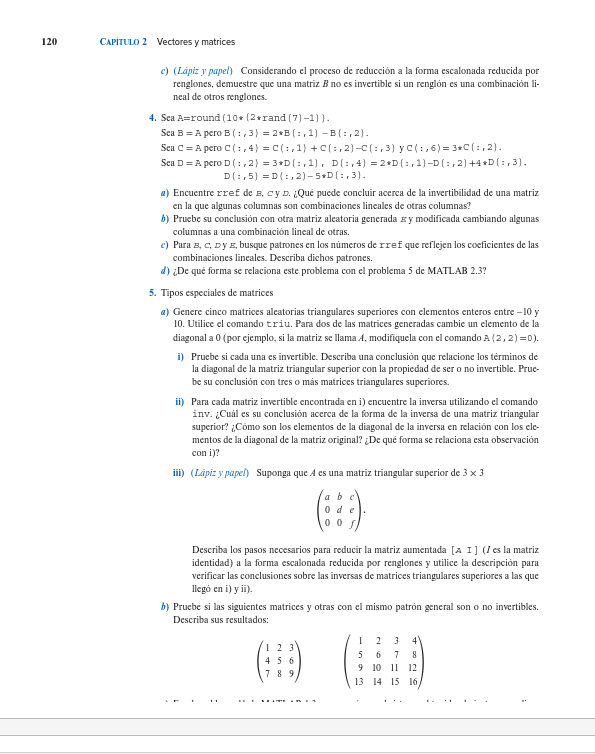 120 CAPÍTULO 2 Vectores y matrices
c) (Lápiz y papel) Considerando el proceso de reducción a la forma escalonada reducida por
renglones, demuestre que una matriz B no es invertible si un renglón es una combinación li-
neal de otros renglones.
4. Sea A=round(10*(2*rand(7)-1)).
Sea B = A pero B(:,3) = 2*B(:,1) - B(:,2).
Sea C = A pero C(:,4) = C(:,1) + C(:,2)-C(:,3) y C(:,6)= 3*C(:,2).
Sea D = A pero D(:,2) = 3*D(:,1), D(:,4) = 2*D(:,1)-D(:,2)+4*D(:,3),
D(:,5) = D(:,2)- 5*D(:,3).
a) Encuentre rref de B, C y D. ¿Qué puede concluir acerca de la invertibilidad de una matriz
en la que algunas columnas son combinaciones lineales de otras columnas?
b) Pruebe su conclusión con otra matriz aleatoria generada E y modificada cambiando algunas
columnas a una combinación lineal de otras.
c) Para B, C, D y E, busque patrones en los números de rref que reflejen los coeficientes de las
combinaciones lineales. Describa dichos patrones.
d) ¿De qué forma se relaciona este problema con el problema 5 de MATLAB 2.3?
5. Tipos especiales de matrices
a) Genere cinco matrices aleatorias triangulares superiores con elementos enteros entre –10 y
10. Utilice el comando triu. Para dos de las matrices generadas cambie un elemento de la
diagonal a 0 (por ejemplo, si la matriz se llama A, modifíquela con el comando A(2,2)=0).
i) Pruebe si cada una es invertible. Describa una conclusión que relacione los términos de
la diagonal de la matriz triangular superior con la propiedad de ser o no invertible. Prue-
be su conclusión con tres o más matrices triangulares superiores.
ii) Para cada matriz invertible encontrada en i) encuentre la inversa utilizando el comando
inv. ¿Cuál es su conclusión acerca de la forma de la inversa de una matriz triangular
superior? ¿Cómo son los elementos de la diagonal de la inversa en relación con los ele-
mentos de la diagonal de la matriz original? ¿De qué forma se relaciona esta observación
con i)?
iii) (Lápiz y papel) Suponga que A es una matriz triangular superior de 3 × 3
a b c
0 d e
0 0 f .
Describa los pasos necesarios para reducir la matriz aumentada [A I] (I es la matriz
identidad) a la forma escalonada reducida por renglones y utilice la descripción para
verificar las conclusiones sobre las inversas de matrices triangulares superiores a las que
llegó en i) y ii).
b) Pruebe si las siguientes matrices y otras con el mismo patrón general son o no invertibles.
Describa sus resultados:
1 2 3
4 5 6
7 8 9
1 2 3 4
5 6 7 8
9 10 11 12
13 14 15 16